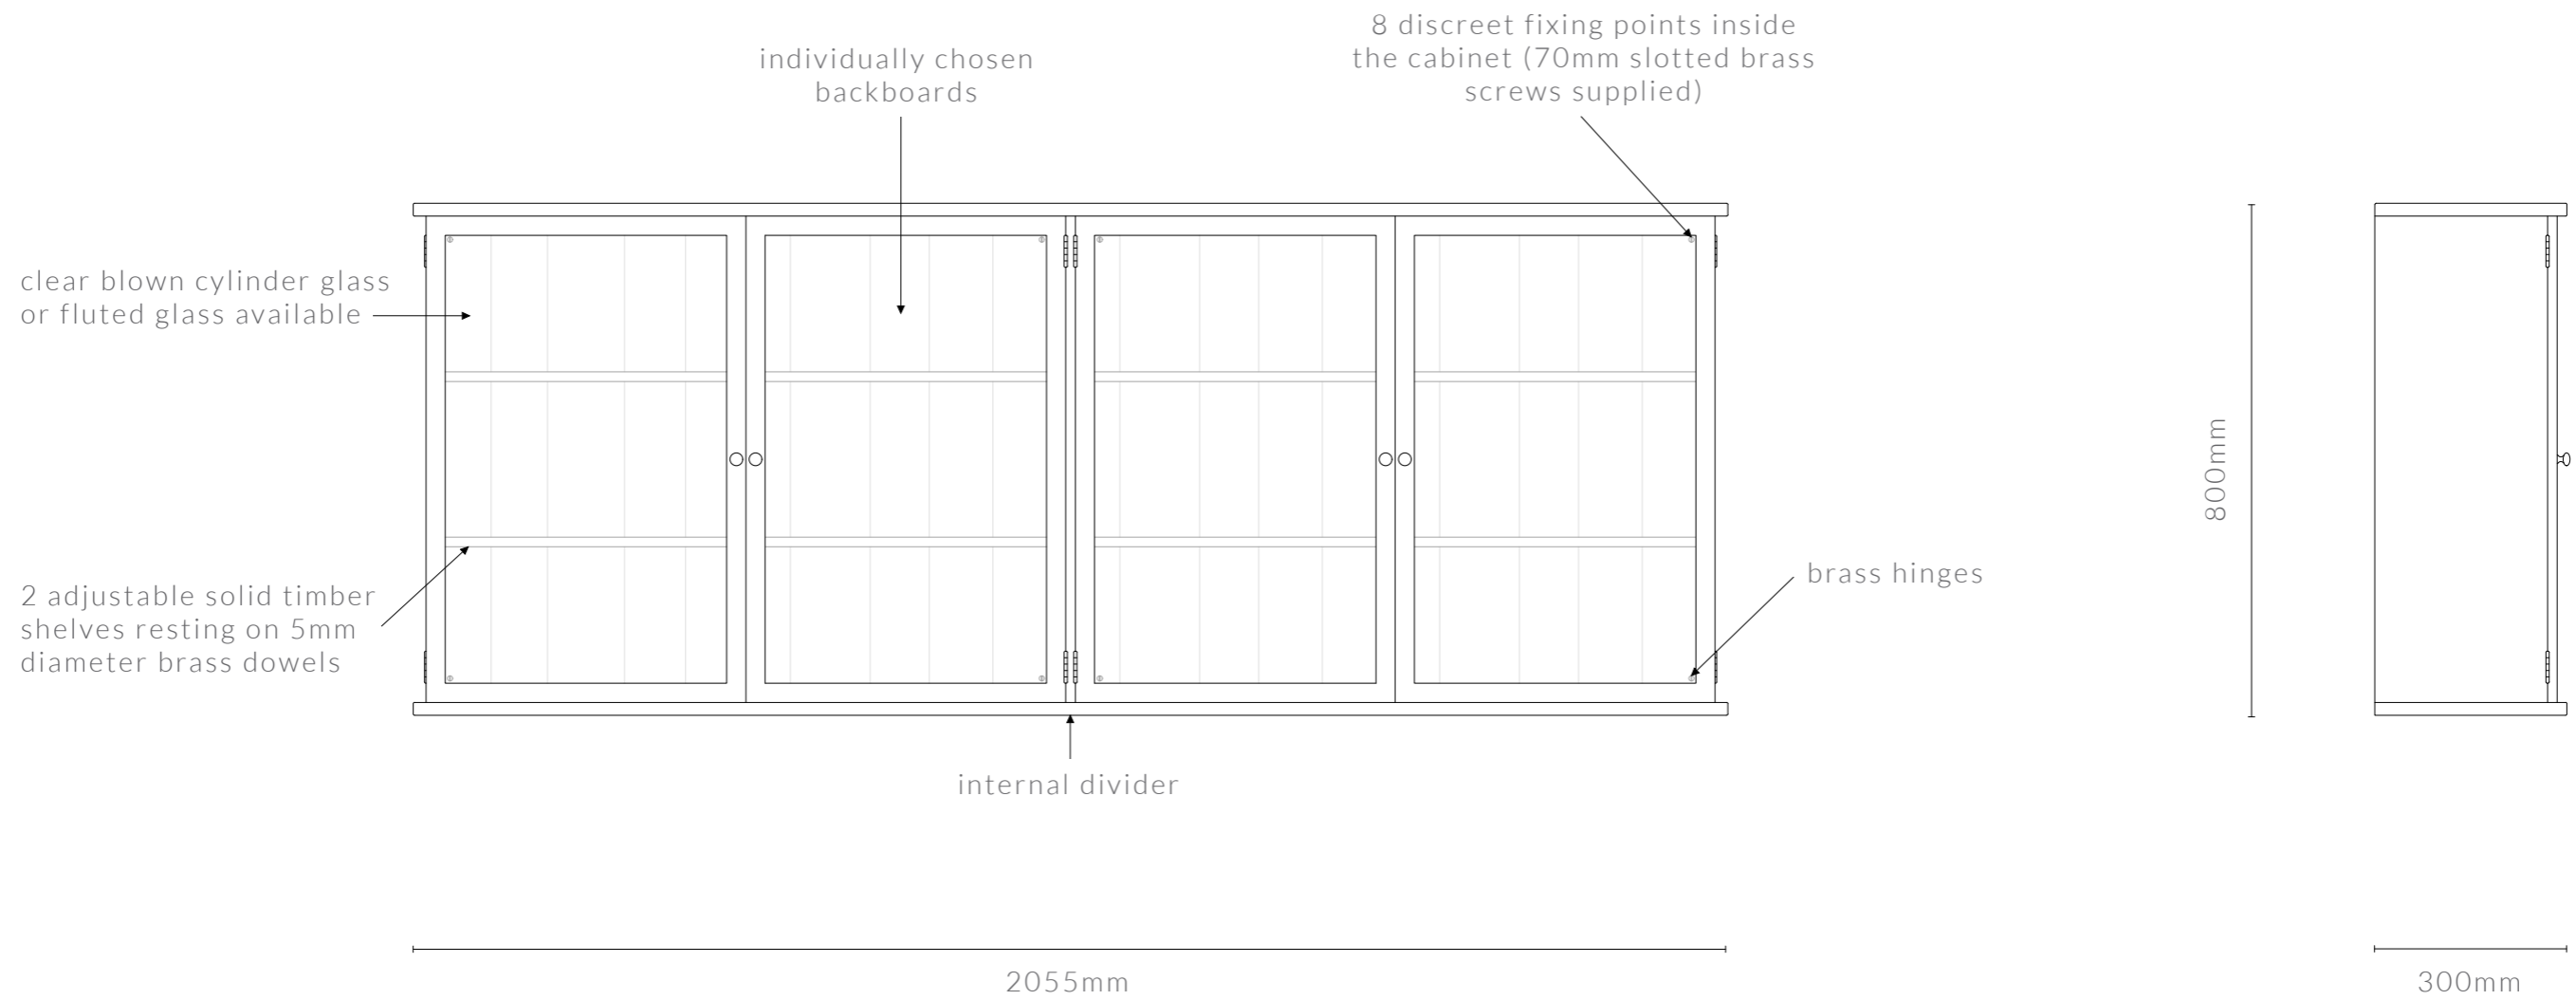 8 discreet fixing points inside
the cabinet (70mm slotted brass
screws supplied)
individually chosen
backboards
clear blown cylinder glass
or fluted glass available
2 adjustable solid timber
shelves resting on 5mm
diameter brass dowels
brass hinges
internal divider
800mm
2055mm
300mm